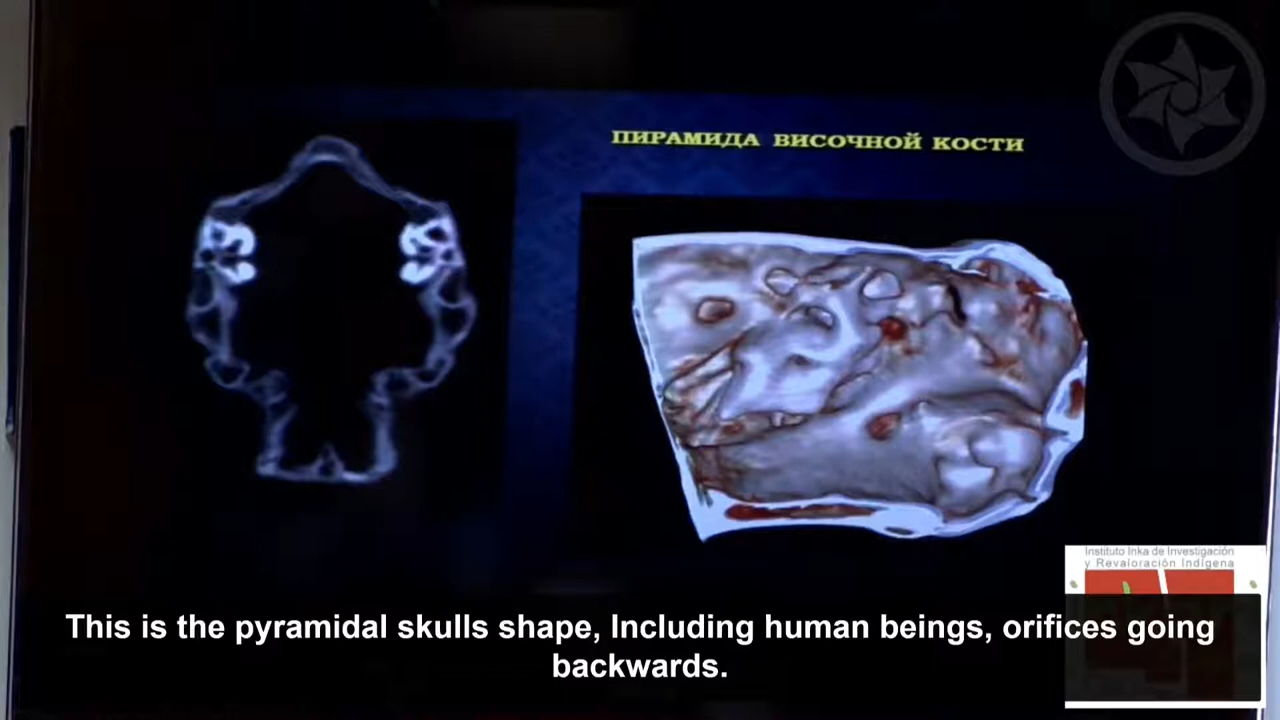 ПИРАМИДА ВИСОЧНОЙ КОСТИ
Instituto Inka de Investigación
y Revaloración Indígena
This is the pyramidal skulls shape, Including human beings, orifices going
backwards.